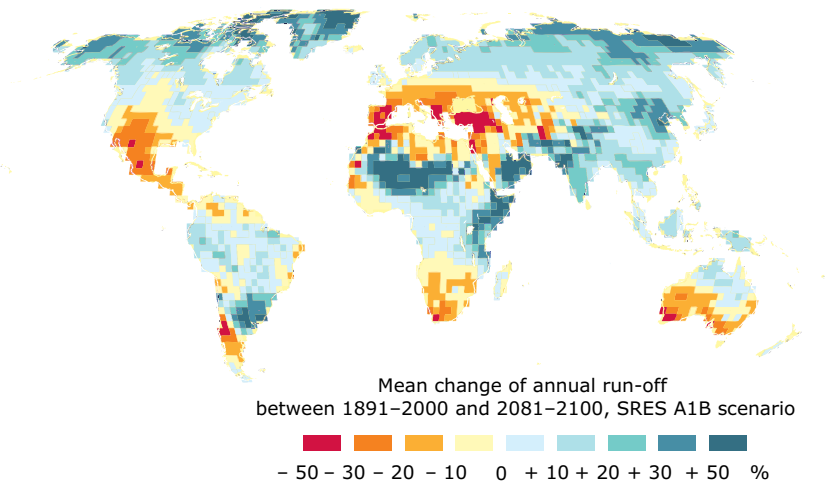 Mean change of annual run-off
between 1891–2000 and 2081–2100, SRES A1B scenario
– 50 – 30 – 20 – 10 0 + 10 + 20 + 30 + 50 %